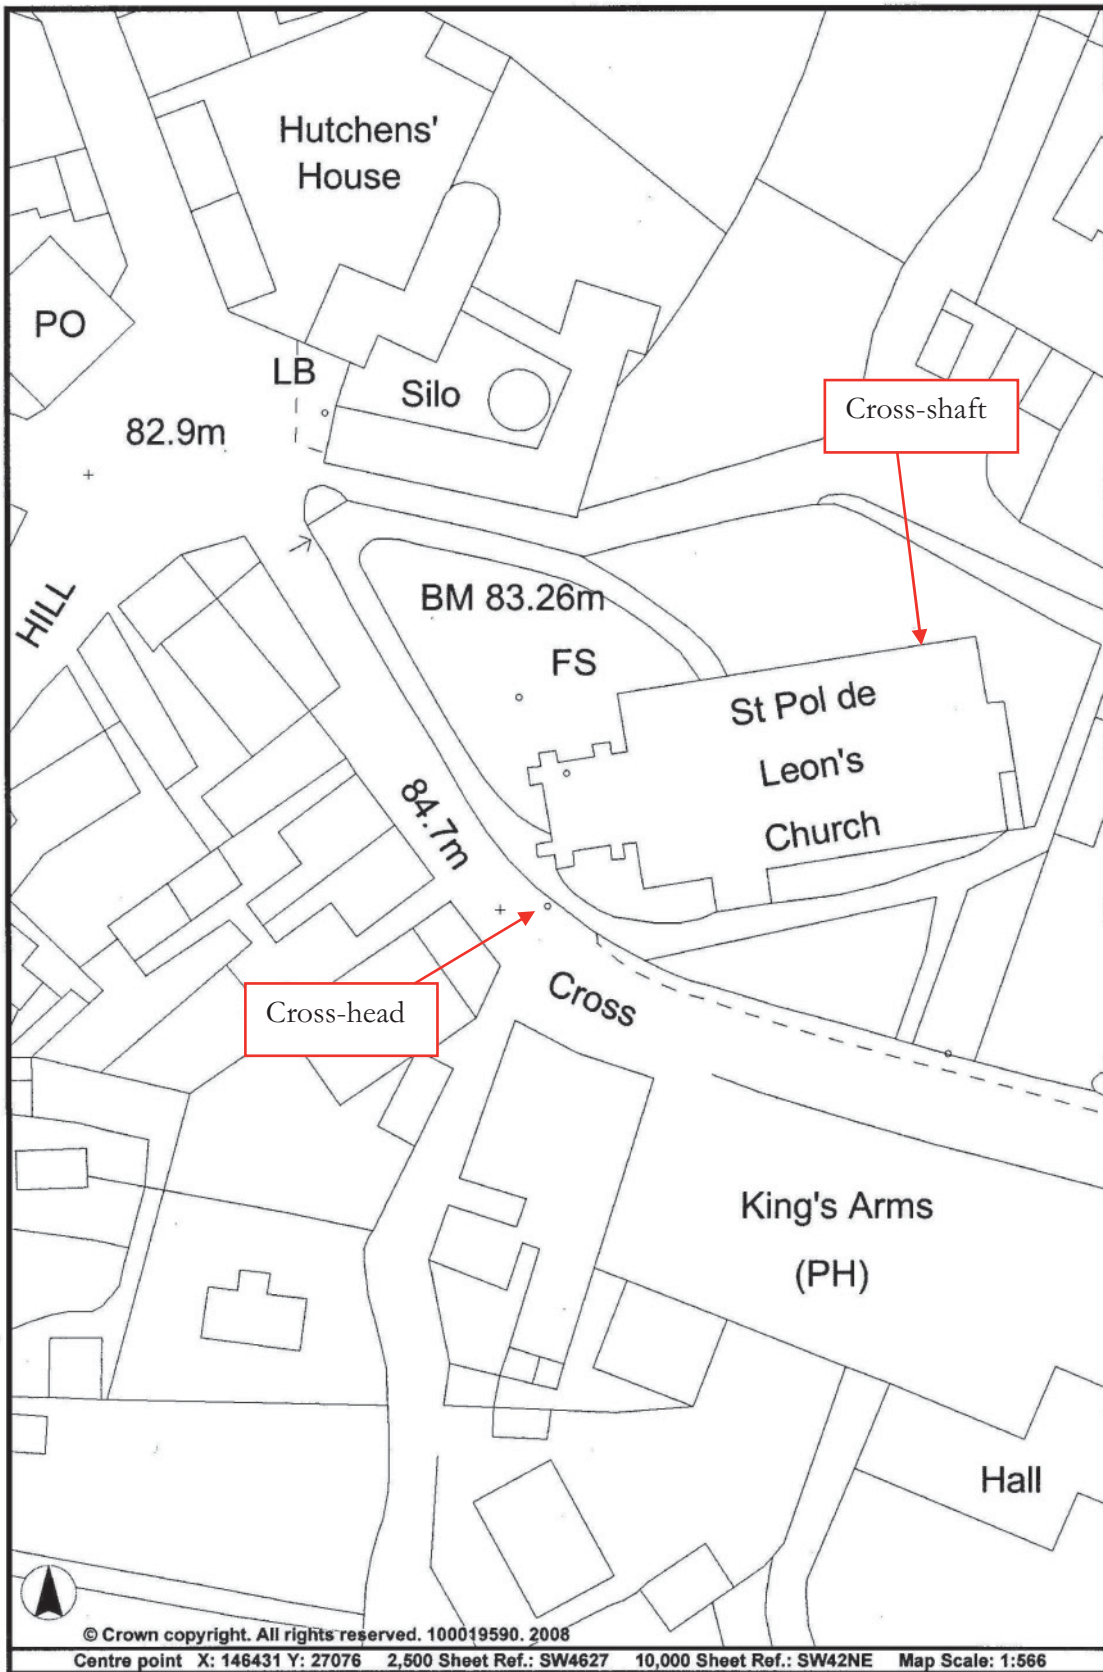 Hutchens'
House
PO
LB
Silo
Cross-shaft
82.9m
HILL
BM 83.26m
FS
St Pol de
Leon's
Church
84.7m
Cross-head
Cross
King's Arms
(PH)
Hall
© Crown copyright. All rights reserved. 100019590. 2008
Centre point X: 146431 Y: 27076 2,500 Sheet Ref.: SW4627 10,000 Sheet Ref.: SW42NE Map Scale: 1:566